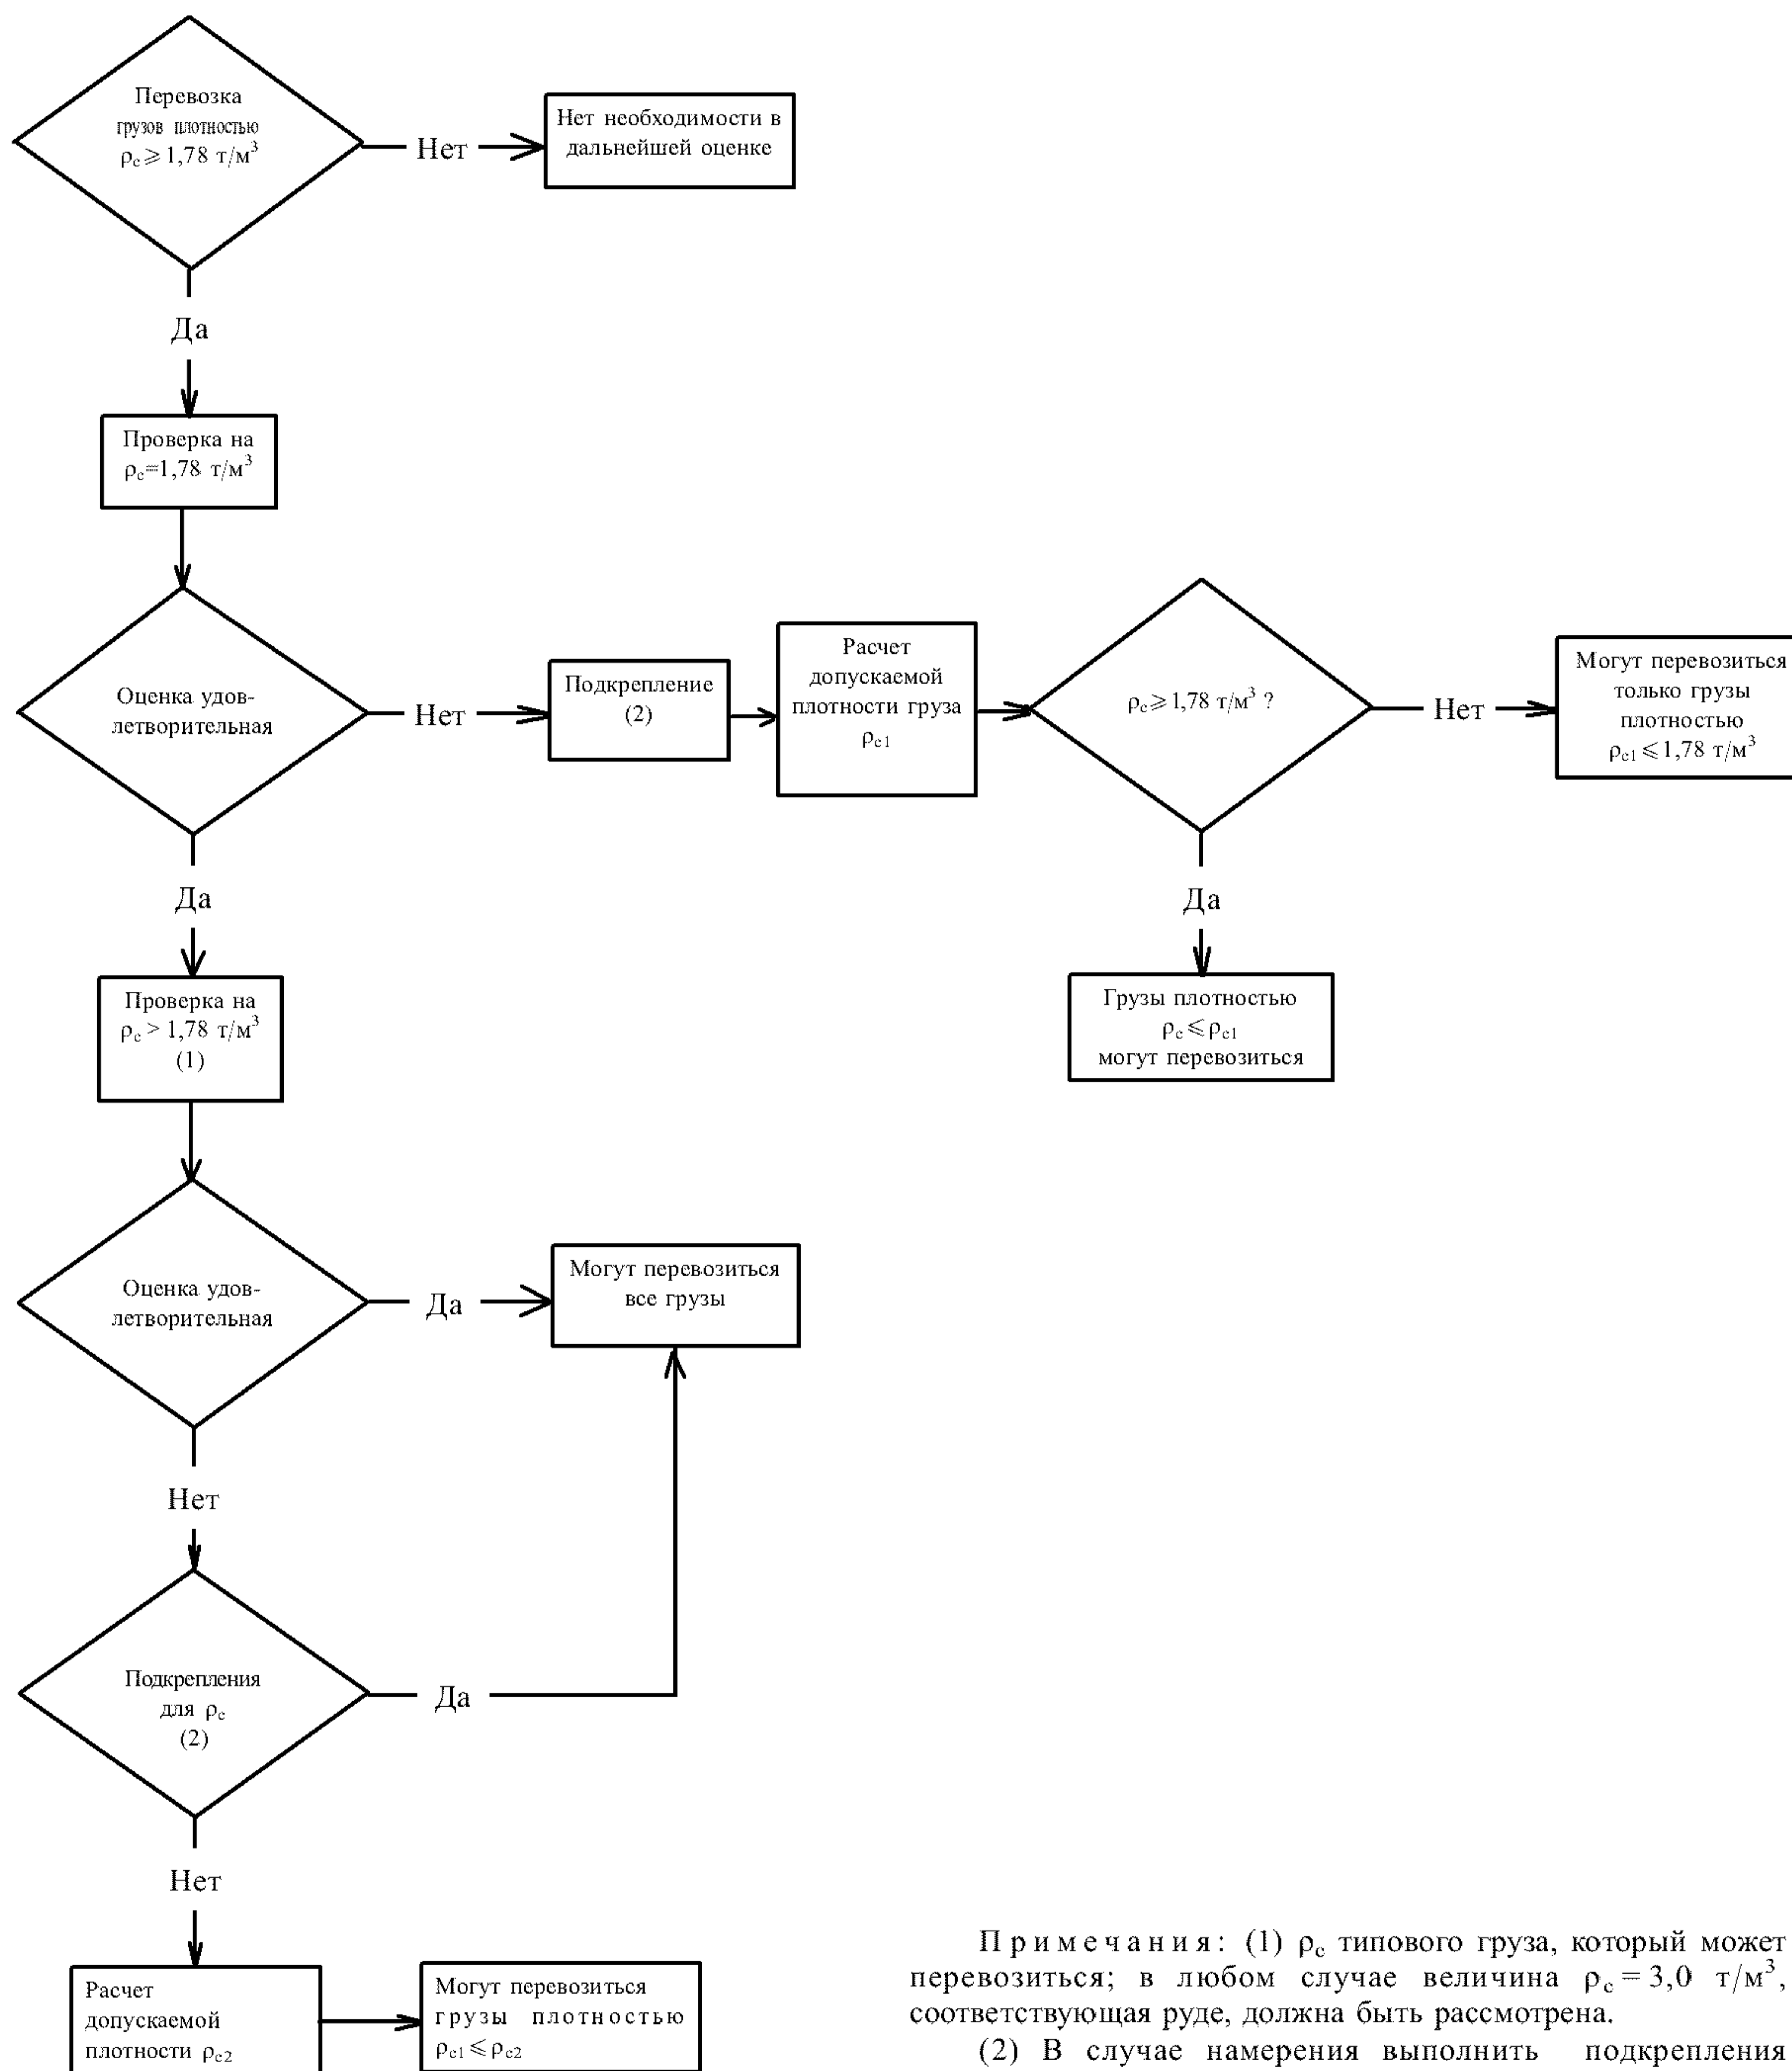 Перевозка
грузов плотностью
ρc ⩾ 1,78 т/м³
Нет
Нет необходимости в
дальнейшей оценке
Да
Проверка на
ρc=1,78 т/м³
Оценка удов-
летворительная
Нет
Подкрепление
(2)
Расчет
допускаемой
плотности груза
ρc1
ρc ⩾ 1,78 т/м³ ?
Нет
Могут перевозиться
только грузы
плотностью
ρc1 ⩽ 1,78 т/м³
Да
Грузы плотностью
ρc ⩽ ρc1
могут перевозиться
Да
Проверка на
ρc > 1,78 т/м³
(1)
Оценка удов-
летворительная
Да
Могут перевозиться
все грузы
Нет
Подкрепления
для ρc
(2)
Да
Нет
Расчет
допускаемой
плотности ρc2
Могут перевозиться
грузы плотностью
ρc1 ⩽ ρc2
Примечания: (1) ρc типового груза, который может
перевозиться; в любом случае величина ρc = 3,0 т/м³,
соответствующая руде, должна быть рассмотрена.
(2) В случае намерения выполнить подкрепления